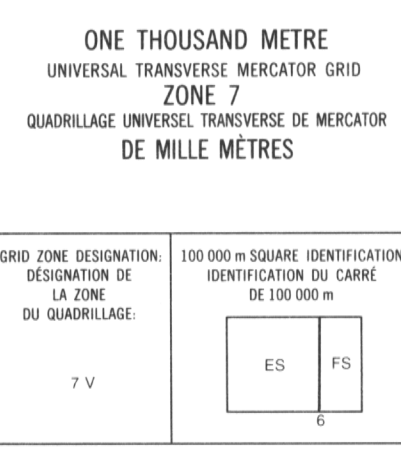 ONE THOUSAND METRE
UNIVERSAL TRANSVERSE MERCATOR GRID
ZONE 7
QUADRILLAGE UNIVERSEL TRANSVERSE DE MERCATOR
DE MILLE MÈTRES
GRID ZONE DESIGNATION:
DÉSIGNATION DE
LA ZONE
DU QUADRILLAGE:
7 V
100 000 m SQUARE IDENTIFICATION
IDENTIFICATION DU CARRÉ
DE 100 000 m
ES FS
6